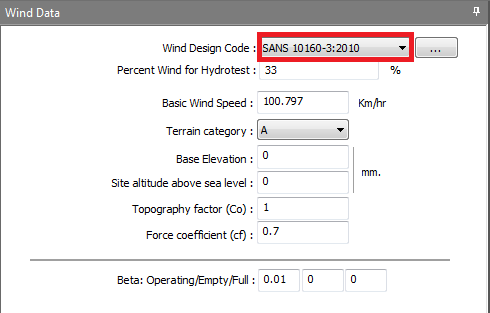 Wind Data
Wind Design Code : SANS 10160-3:2010 ...
Percent Wind for Hydrotest : 33 %
Basic Wind Speed : 100.797 Km/hr
Terrain category : A
Base Elevation : 0
mm.
Site altitude above sea level : 0
Topography factor (Co) : 1
Force coefficient (cf) : 0.7
Beta: Operating/Empty/Full : 0.01 0 0